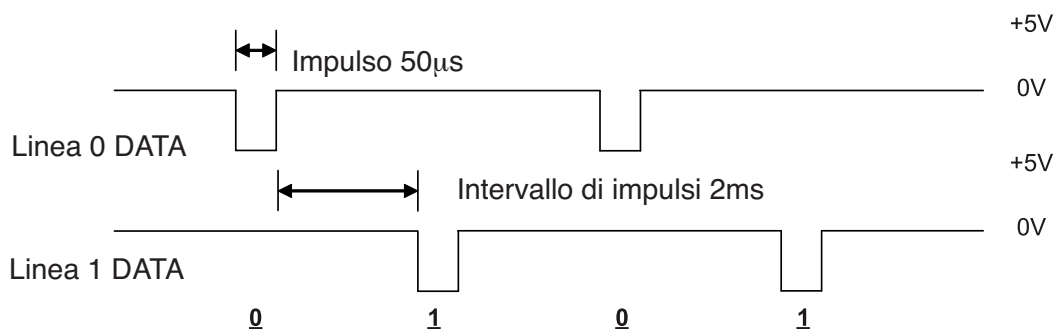 +5V
Impulso 50μs
0V
Linea 0 DATA
+5V
Intervallo di impulsi 2ms
0V
Linea 1 DATA
0 1 0 1